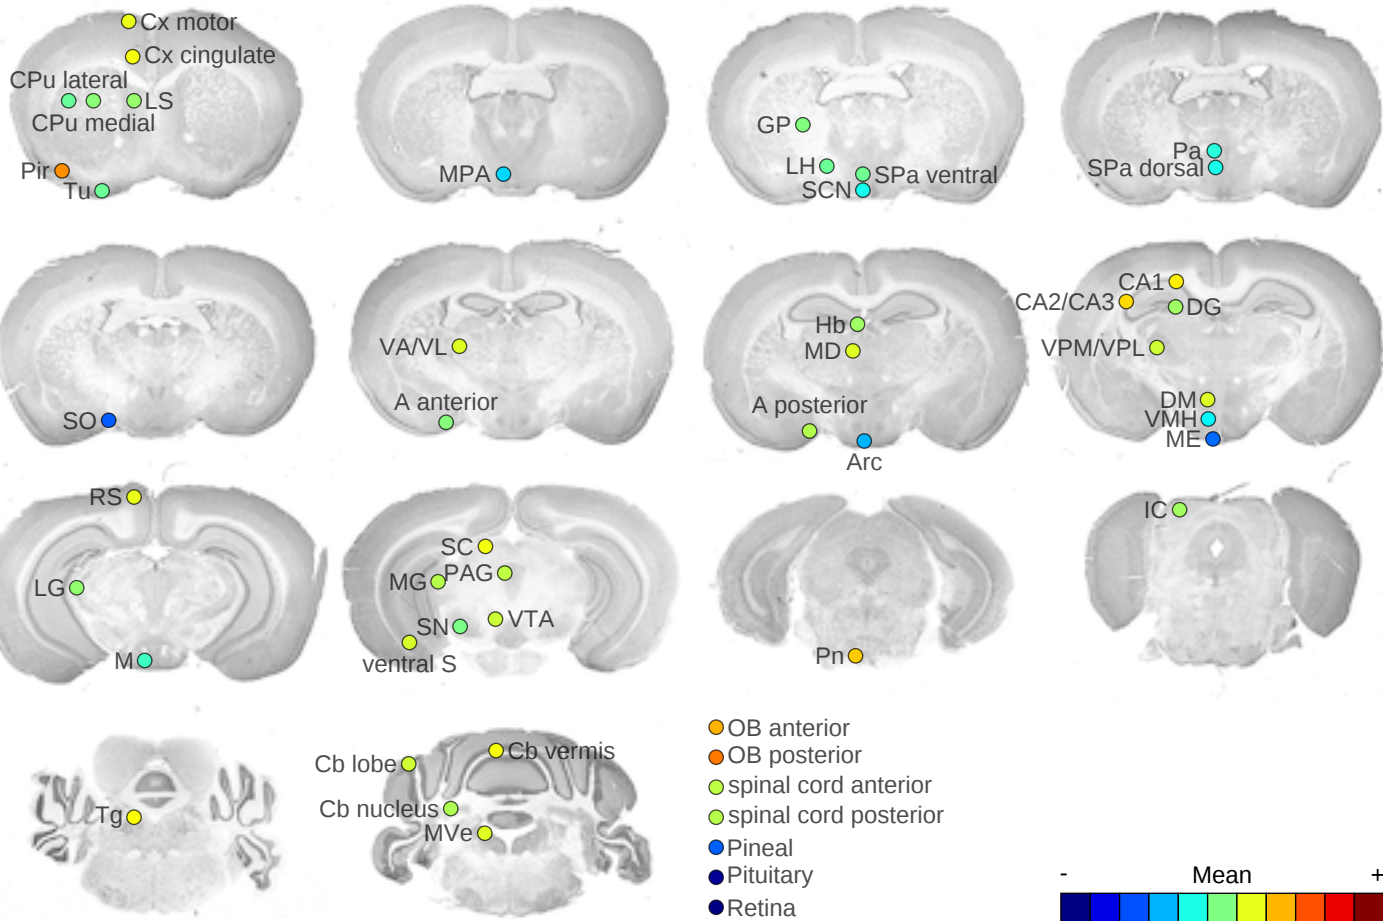 Cx motor
Cx cingulate
CPu lateral
LS
CPu medial
Pir
Tu
MPA
GP
LH
SPa ventral
SCN
Pa
SPa dorsal
SO
VA/VL
A anterior
Hb
MD
A posterior
Arc
CA1
CA2/CA3
DG
VPM/VPL
DM
VMH
ME
RS
LG
M
SC
MG
PAG
SN
VTA
ventral S
Pn
IC
Tg
Cb lobe
Cb vermis
Cb nucleus
MVe
OB anterior
OB posterior
spinal cord anterior
spinal cord posterior
Pineal
Pituitary
Retina
- Mean +